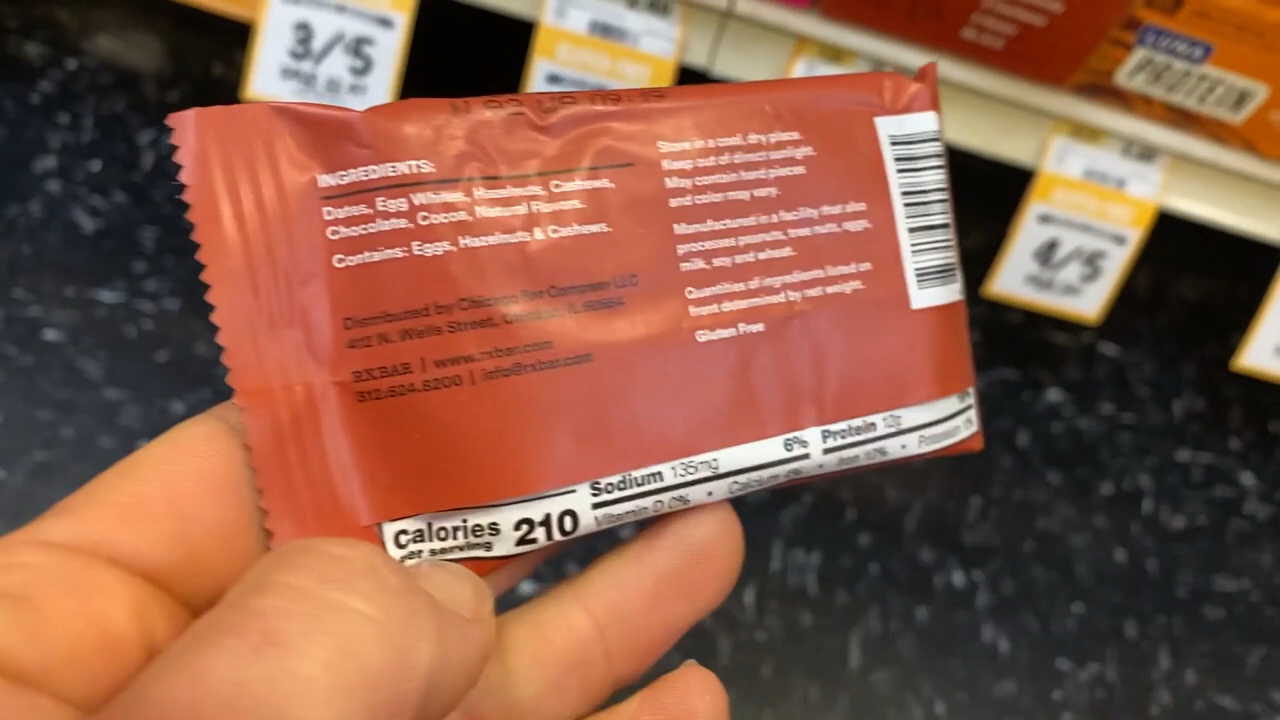 3/$5
INGREDIENTS:
Dates, Egg Whites, Hazelnuts, Cashews,
Chocolate, Cocoa, Natural Flavors.
Contains: Eggs, Hazelnuts & Cashews.
Distributed by Chicago Bar Company LLC
412 N. Wells Street, Chicago, IL 60654
RXBAR | www.rxbar.com
312.624.8200 | info@rxbar.com
Store in a cool, dry place.
Keep out of direct sunlight.
May contain hard pieces
and color may vary.
Manufactured in a facility that also
processes peanuts, tree nuts, eggs,
milk, soy and wheat.
Quantities of ingredients listed on
front determined by net weight.
Gluten Free
Calories
per serving
210
Sodium 135mg 6%
Protein 12g
Vitamin D 0% • Calcium 4% • Iron 10% • Potassium
LUNA
PROTEIN
4/$5